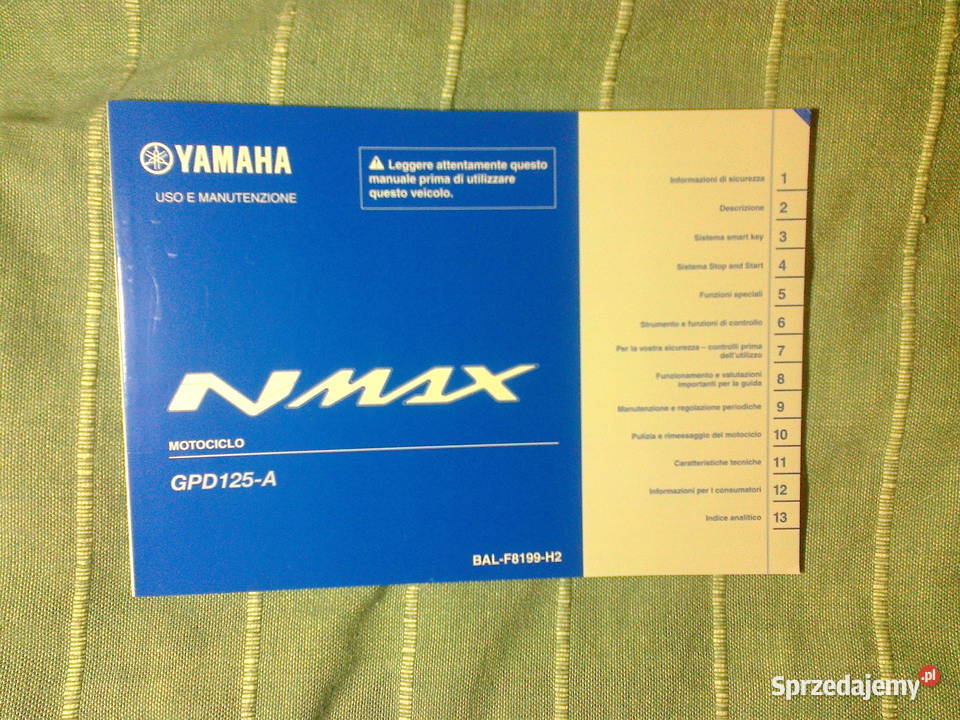 YAMAHA
USO E MANUTENZIONE
Leggere attentamente questo
manuale prima di utilizzare
questo veicolo.
NMAX
MOTOCICLO
GPD125-A
BAL-F8199-H2
Informazioni di sicurezza 1
Descrizione 2
Sistema smart key 3
Sistema Stop and Start 4
Funzioni speciali 5
Strumento e funzioni di controllo 6
Per la vostra sicurezza – controlli prima
dell'utilizzo 7
Funzionamento e valutazioni
importanti per la guida 8
Manutenzione e regolazione periodiche 9
Pulizia e rimessaggio del motociclo 10
Caratteristiche tecniche 11
Informazioni per i consumatori 12
Indice analitico 13
Sprzedajemy.pl